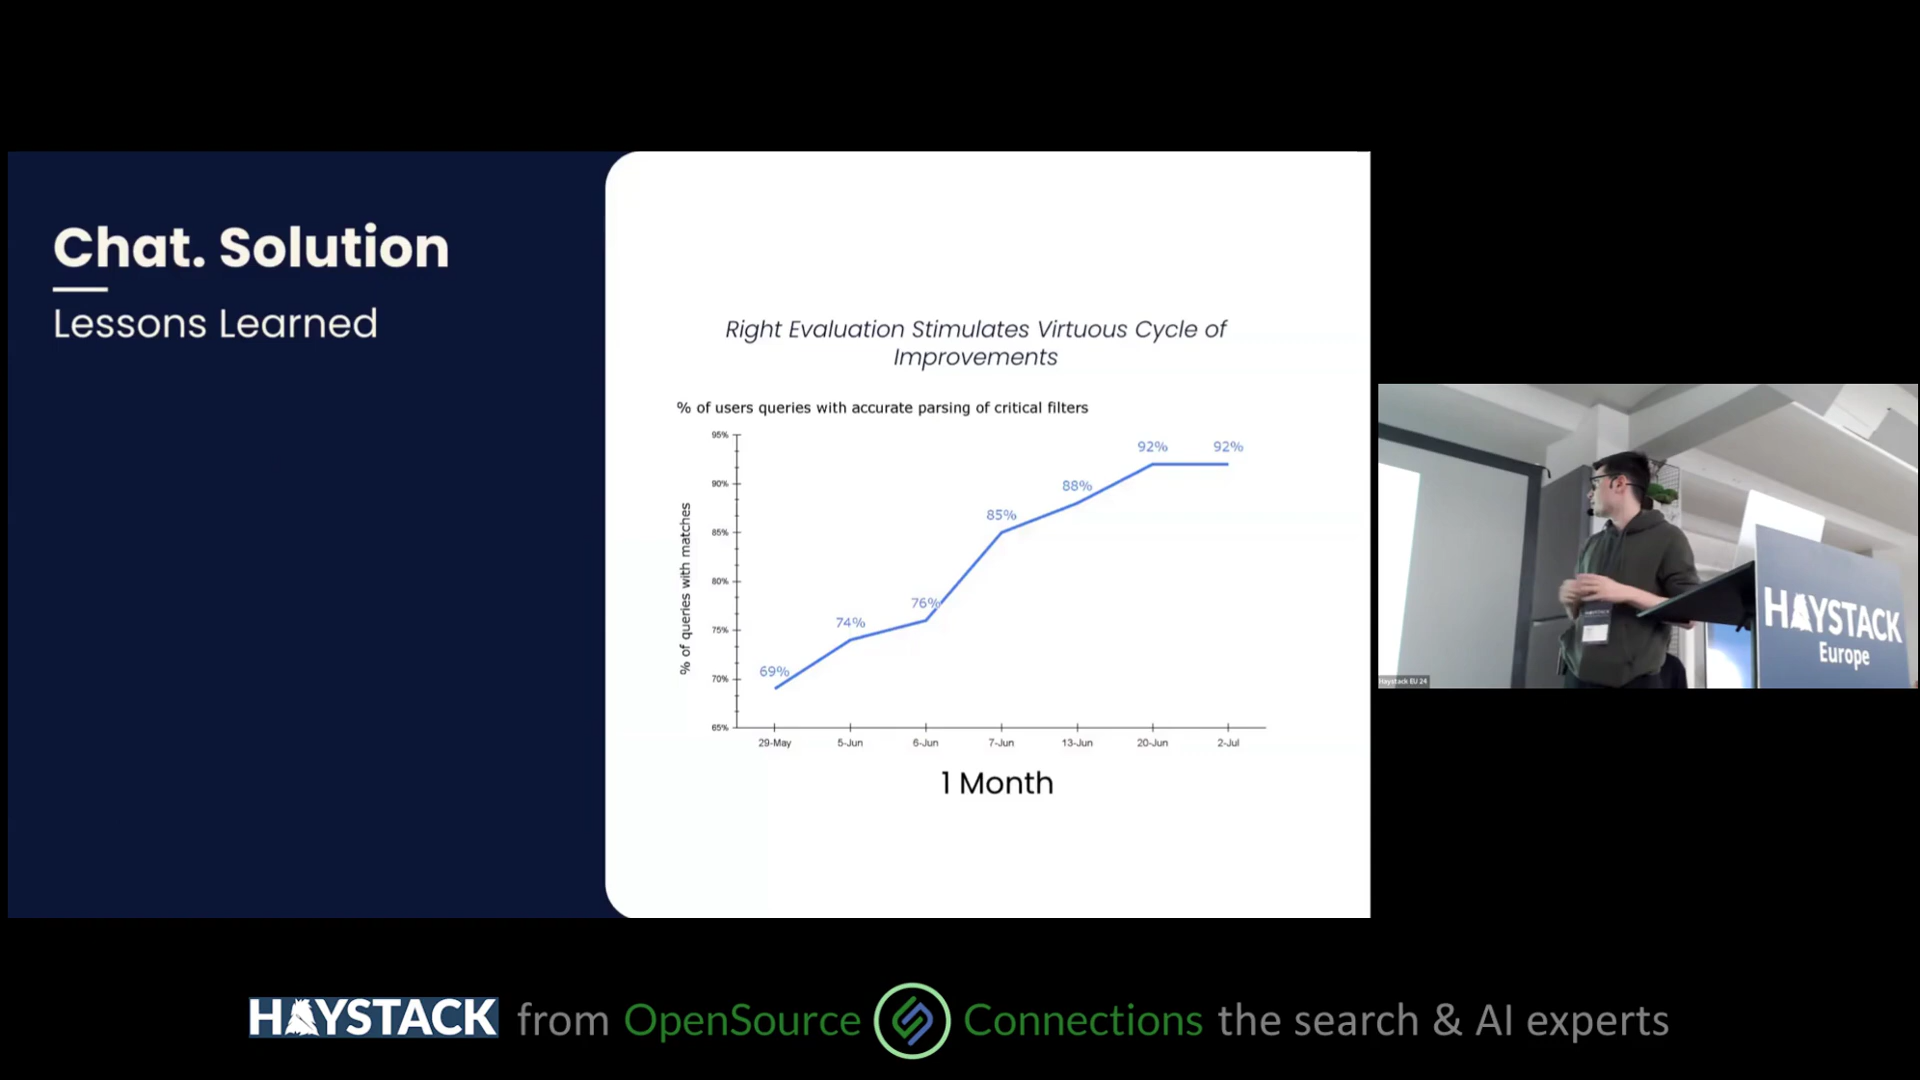 Chat. Solution
Lessons Learned
Right Evaluation Stimulates Virtuous Cycle of
Improvements
% of users queries with accurate parsing of critical filters
% of queries with matches
95%
90%
85%
80%
75%
70%
65%
69%
74%
76%
85%
88%
92%
92%
29-May
5-Jun
6-Jun
7-Jun
13-Jun
20-Jun
2-Jul
1 Month
HAYSTACK
Europe
Haystack EU 24
HAYSTACK from OpenSource Connections the search & AI experts